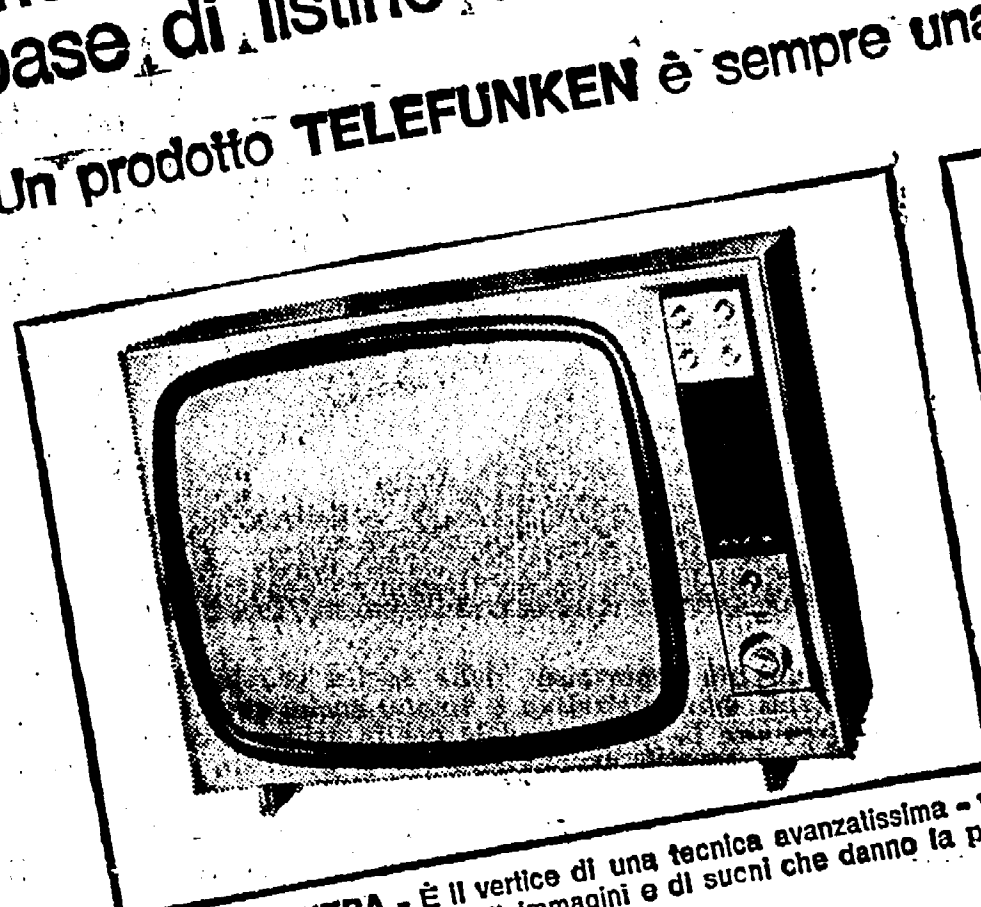 base di listino
Un prodotto TELEFUNKEN è sempre una
- È il vertice di una tecnica avanzatissima -
immagini e di suoni che danno la